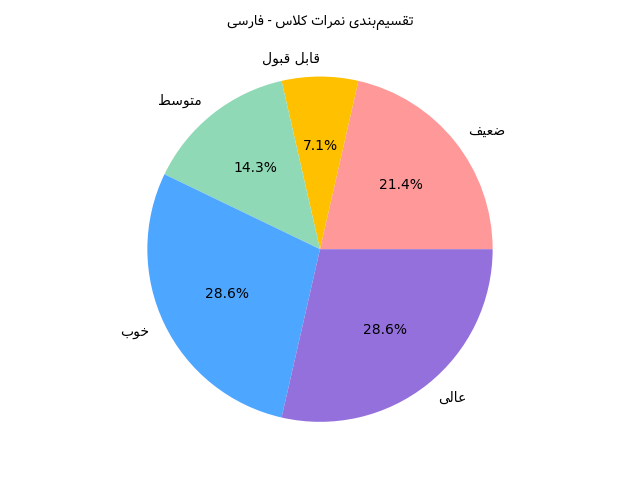 تقسیم‌بندی نمرات کلاس - فارسی
قابل قبول
متوسط
ضعیف
7.1%
14.3%
21.4%
28.6%
خوب
28.6%
عالی